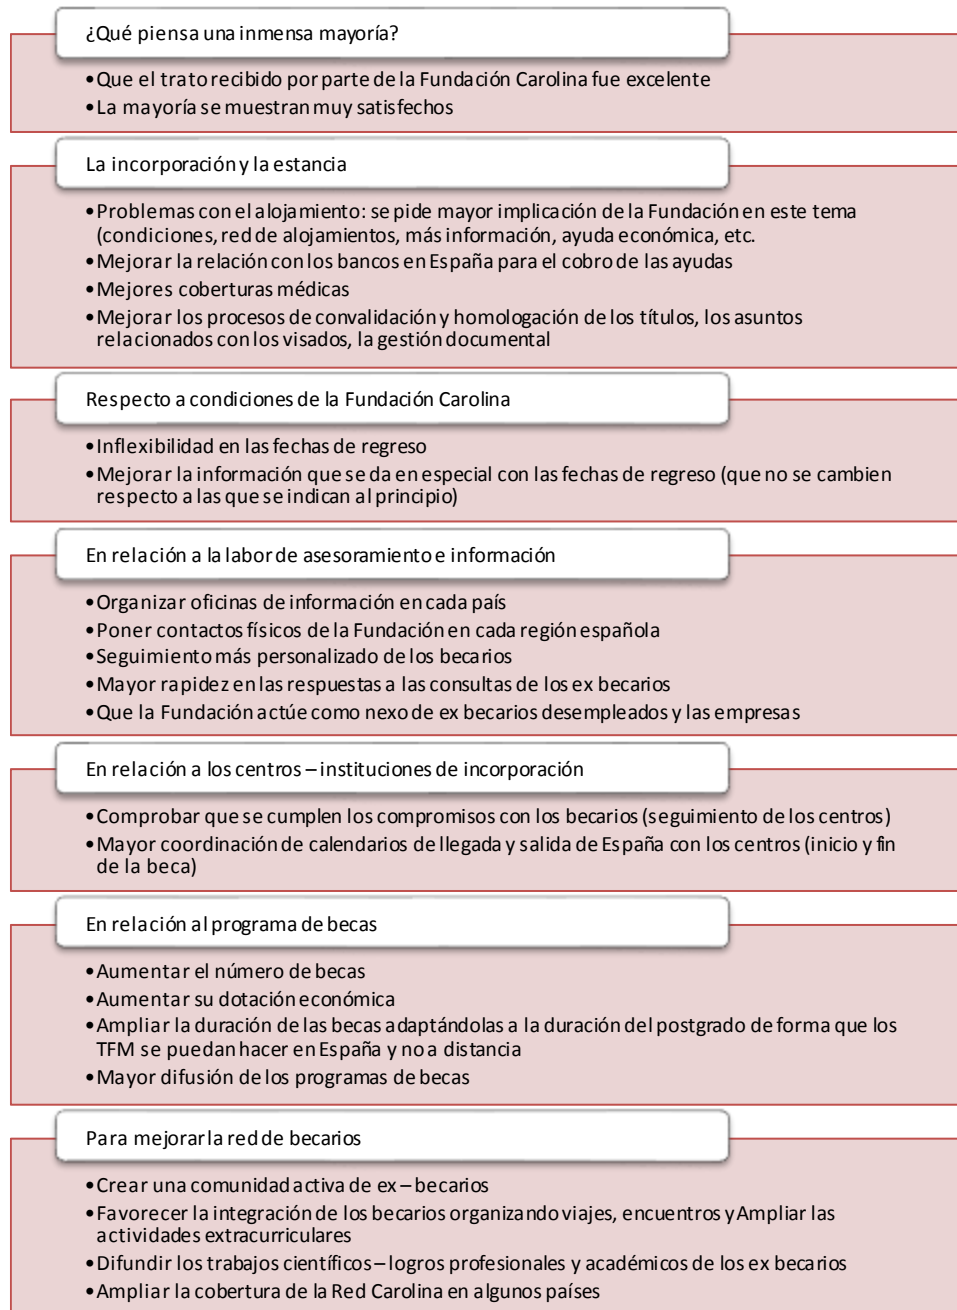 ¿Qué piensa una inmensa mayoría?
•Que el trato recibido por parte de la Fundación Carolina fue excelente
•La mayoría se muestran muy satisfechos
La incorporación y la estancia
•Problemas con el alojamiento: se pide mayor implicación de la Fundación en este tema
(condiciones, red de alojamientos, más información, ayuda económica, etc.
•Mejorar la relación con los bancos en España para el cobro de las ayudas
•Mejores coberturas médicas
•Mejorar los procesos de convalidación y homologación de los títulos, los asuntos
relacionados con los visados, la gestión documental
Respecto a condiciones de la Fundación Carolina
•Inflexibilidad en las fechas de regreso
•Mejorar la información que se da en especial con las fechas de regreso (que no se cambien
respecto a las que se indican al principio)
En relación a la labor de asesoramiento e información
•Organizar oficinas de información en cada país
•Poner contactos físicos de la Fundación en cada región española
•Seguimiento más personalizado de los becarios
•Mayor rapidez en las respuestas a las consultas de los ex becarios
•Que la Fundación actúe como nexo de ex becarios desempleados y las empresas
En relación a los centros – instituciones de incorporación
•Comprobar que se cumplen los compromisos con los becarios (seguimiento de los centros)
•Mayor coordinación de calendarios de llegada y salida de España con los centros (inicio y fin
de la beca)
En relación al programa de becas
•Aumentar el número de becas
•Aumentar su dotación económica
•Ampliar la duración de las becas adaptándolas a la duración del postgrado de forma que los
TFM se puedan hacer en España y no a distancia
•Mayor difusión de los programas de becas
Para mejorar la red de becarios
•Crear una comunidad activa de ex – becarios
•Favorecer la integración de los becarios organizando viajes, encuentros y Ampliar las
actividades extracurriculares
•Difundir los trabajos científicos – logros profesionales y académicos de los ex becarios
•Ampliar la cobertura de la Red Carolina en algunos países